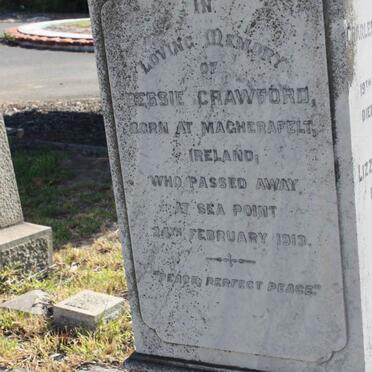 IN
LOVING MEMORY
OF
CRAWFORD,
BORN AT MAGHERAFELT,
IRELAND,
WHO PASSED AWAY
AT SEA POINT
24TH FEBRUARY 1913.
"PEACE, PERFECT PEACE."